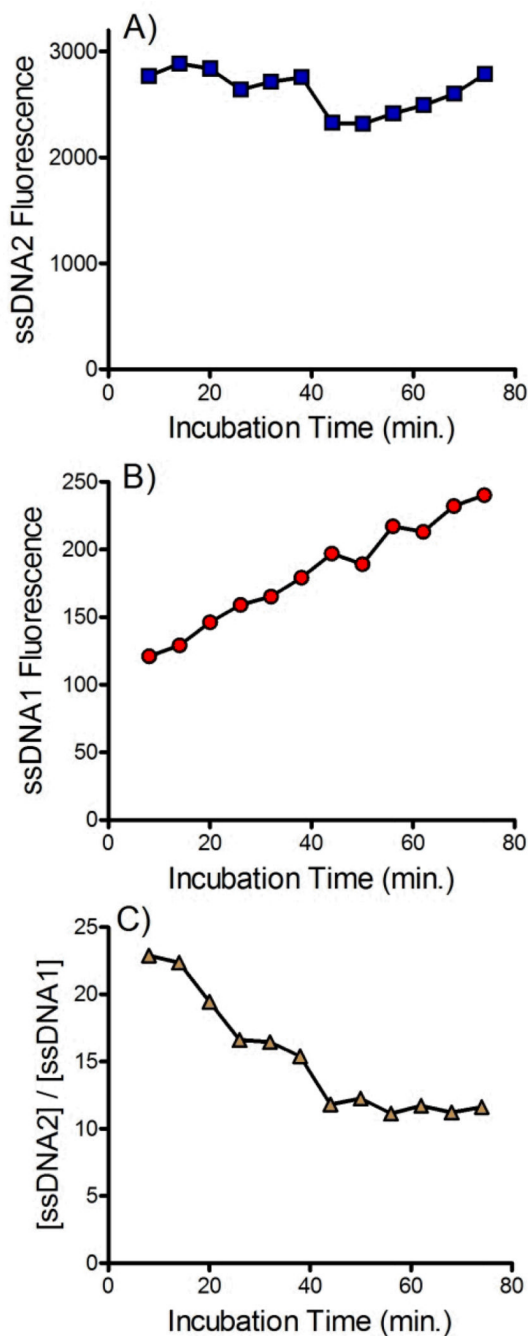 A)
ssDNA2 Fluorescence
3000
2000
1000
0
0 20 40 60 80
Incubation Time (min.)
B)
ssDNA1 Fluorescence
250
200
150
100
50
0
0 20 40 60 80
Incubation Time (min.)
C)
[ssDNA2] / [ssDNA1]
25
20
15
10
5
0
0 20 40 60 80
Incubation Time (min.)